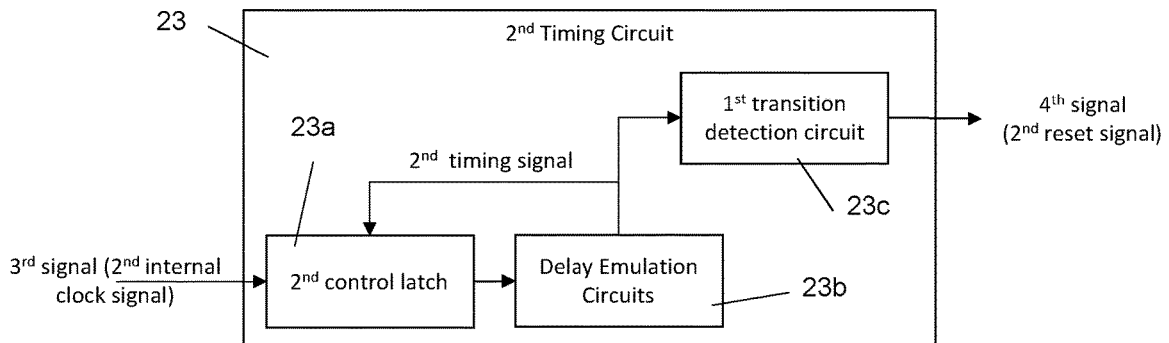 23
2nd Timing Circuit
1st transition
detection circuit
4th signal
(2nd reset signal)
23a
2nd timing signal
23c
3rd signal (2nd internal
clock signal)
2nd control latch
Delay Emulation
Circuits
23b